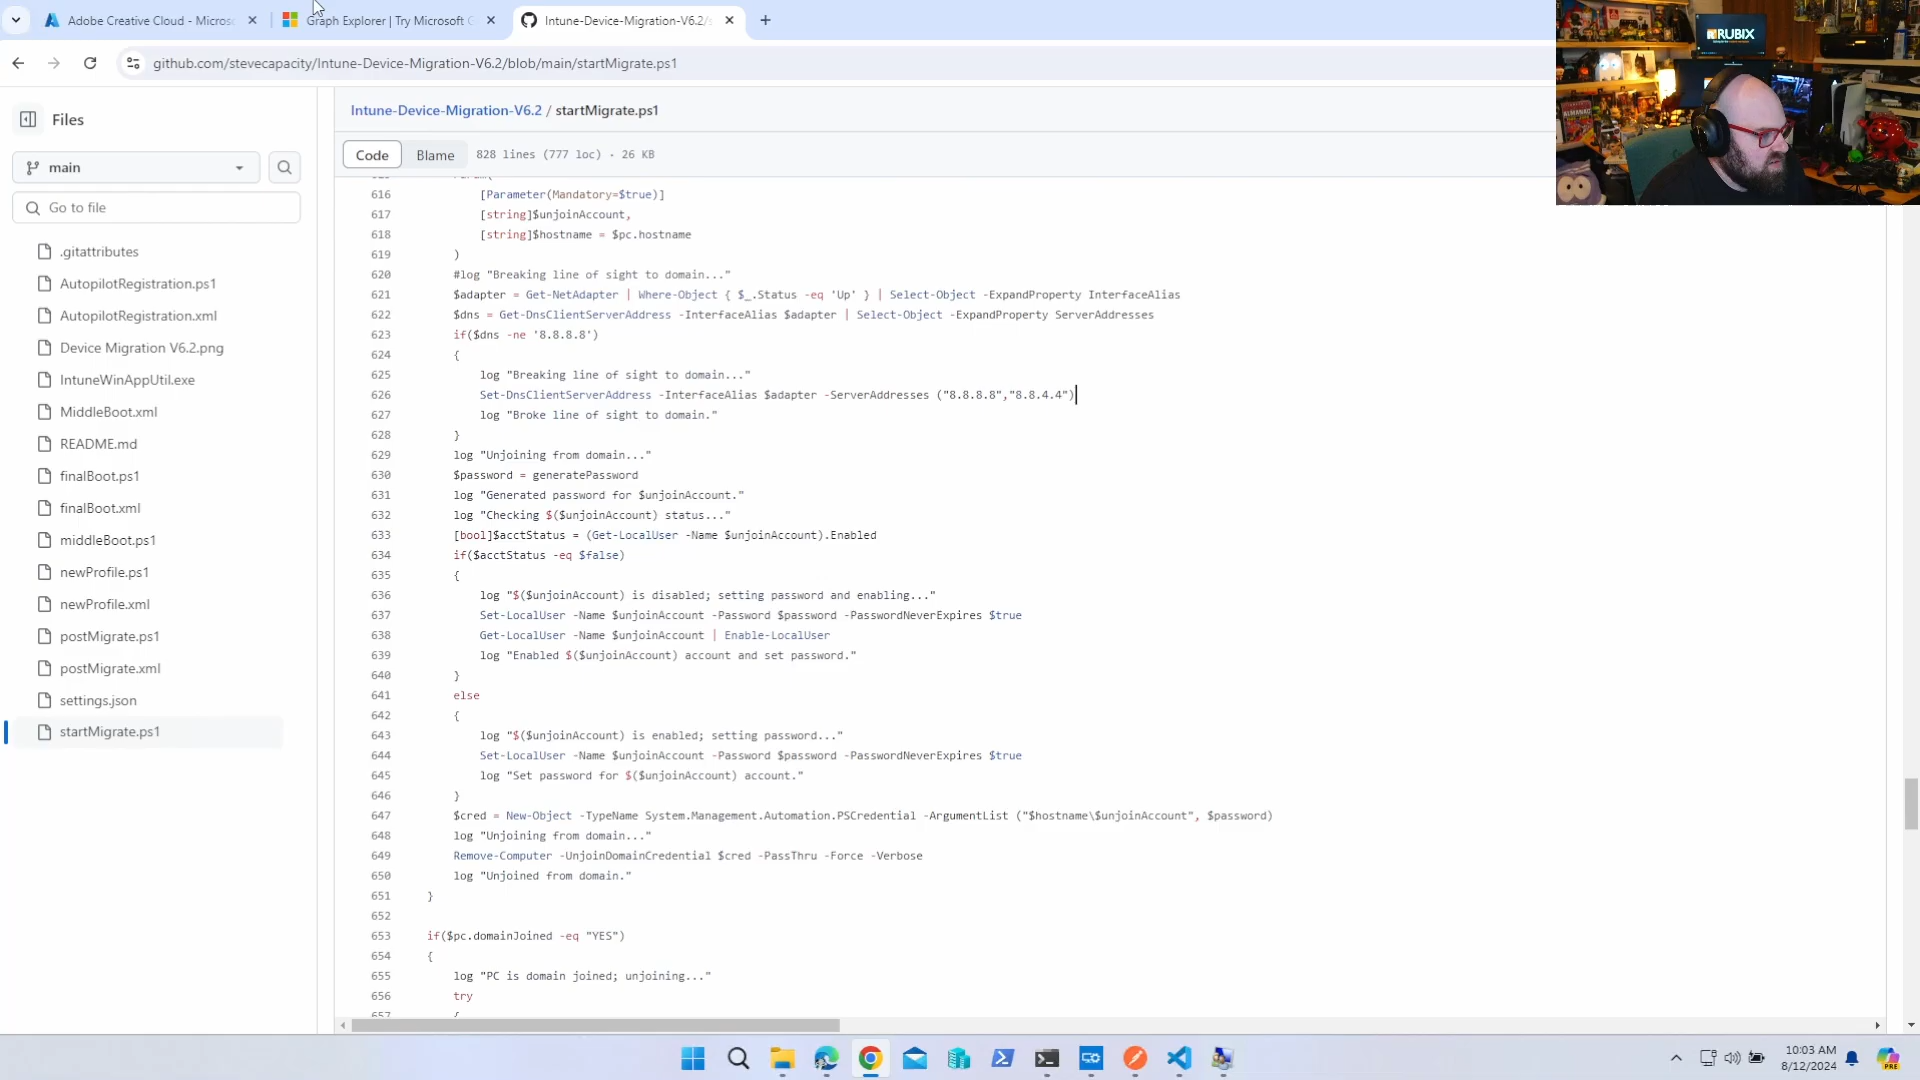 Adobe Creative Cloud - Micros
Graph Explorer | Try Microsoft G
Intune-Device-Migration-V6.2/s
github.com/stevecapacity/Intune-Device-Migration-V6.2/blob/main/startMigrate.ps1
RUBIX
Files
main
Go to file
.gitattributes
AutopilotRegistration.ps1
AutopilotRegistration.xml
Device Migration V6.2.png
IntuneWinAppUtil.exe
MiddleBoot.xml
README.md
finalBoot.ps1
finalBoot.xml
middleBoot.ps1
newProfile.ps1
newProfile.xml
postMigrate.ps1
postMigrate.xml
settings.json
startMigrate.ps1
Intune-Device-Migration-V6.2 / startMigrate.ps1
Code Blame 828 lines (777 loc) · 26 KB
616 [Parameter(Mandatory=$true)]
617 [string]$unjoinAccount,
618 [string]$hostname = $pc.hostname
619 )
620 #log "Breaking line of sight to domain..."
621 $adapter = Get-NetAdapter | Where-Object { $_.Status -eq 'Up' } | Select-Object -ExpandProperty InterfaceAlias
622 $dns = Get-DnsClientServerAddress -InterfaceAlias $adapter | Select-Object -ExpandProperty ServerAddresses
623 if($dns -ne '8.8.8.8')
624 {
625 log "Breaking line of sight to domain..."
626 Set-DnsClientServerAddress -InterfaceAlias $adapter -ServerAddresses ("8.8.8.8","8.8.4.4")
627 log "Broke line of sight to domain."
628 }
629 log "Unjoining from domain..."
630 $password = generatePassword
631 log "Generated password for $unjoinAccount."
632 log "Checking $($unjoinAccount) status..."
633 [bool]$acctStatus = (Get-LocalUser -Name $unjoinAccount).Enabled
634 if($acctStatus -eq $false)
635 {
636 log "$($unjoinAccount) is disabled; setting password and enabling..."
637 Set-LocalUser -Name $unjoinAccount -Password $password -PasswordNeverExpires $true
638 Get-LocalUser -Name $unjoinAccount | Enable-LocalUser
639 log "Enabled $($unjoinAccount) account and set password."
640 }
641 else
642 {
643 log "$($unjoinAccount) is enabled; setting password..."
644 Set-LocalUser -Name $unjoinAccount -Password $password -PasswordNeverExpires $true
645 log "Set password for $($unjoinAccount) account."
646 }
647 $cred = New-Object -TypeName System.Management.Automation.PSCredential -ArgumentList ("$hostname\$unjoinAccount", $password)
648 log "Unjoining from domain..."
649 Remove-Computer -UnjoinDomainCredential $cred -PassThru -Force -Verbose
650 log "Unjoined from domain."
651 }
652
653 if($pc.domainJoined -eq "YES")
654 {
655 log "PC is domain joined; unjoining..."
656 try
657 {
10:03 AM
8/12/2024
PRE